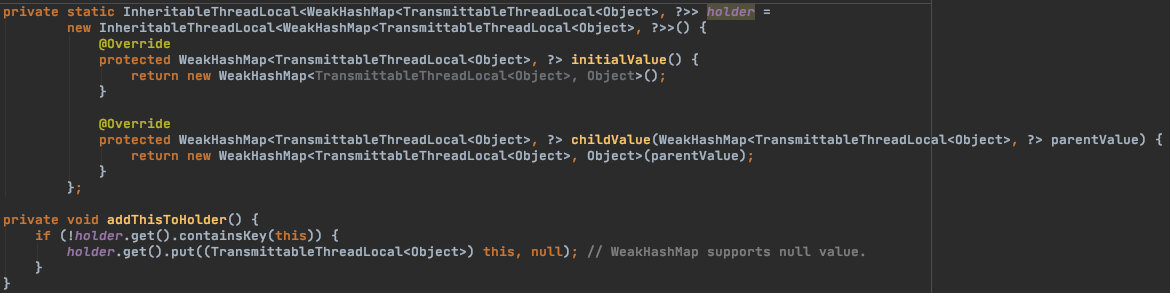 private static InheritableThreadLocal<WeakHashMap<TransmittableThreadLocal<Object>, ?>> holder =
new InheritableThreadLocal<WeakHashMap<TransmittableThreadLocal<Object>, ?>>() {
@Override
protected WeakHashMap<TransmittableThreadLocal<Object>, ?> initialValue() {
return new WeakHashMap<TransmittableThreadLocal<Object>, Object>();
}
@Override
protected WeakHashMap<TransmittableThreadLocal<Object>, ?> childValue(WeakHashMap<TransmittableThreadLocal<Object>, ?> parentValue) {
return new WeakHashMap<TransmittableThreadLocal<Object>, Object>(parentValue);
}
};
private void addThisToHolder() {
if (!holder.get().containsKey(this)) {
holder.get().put((TransmittableThreadLocal<Object>) this, null); // WeakHashMap supports null value.
}
}